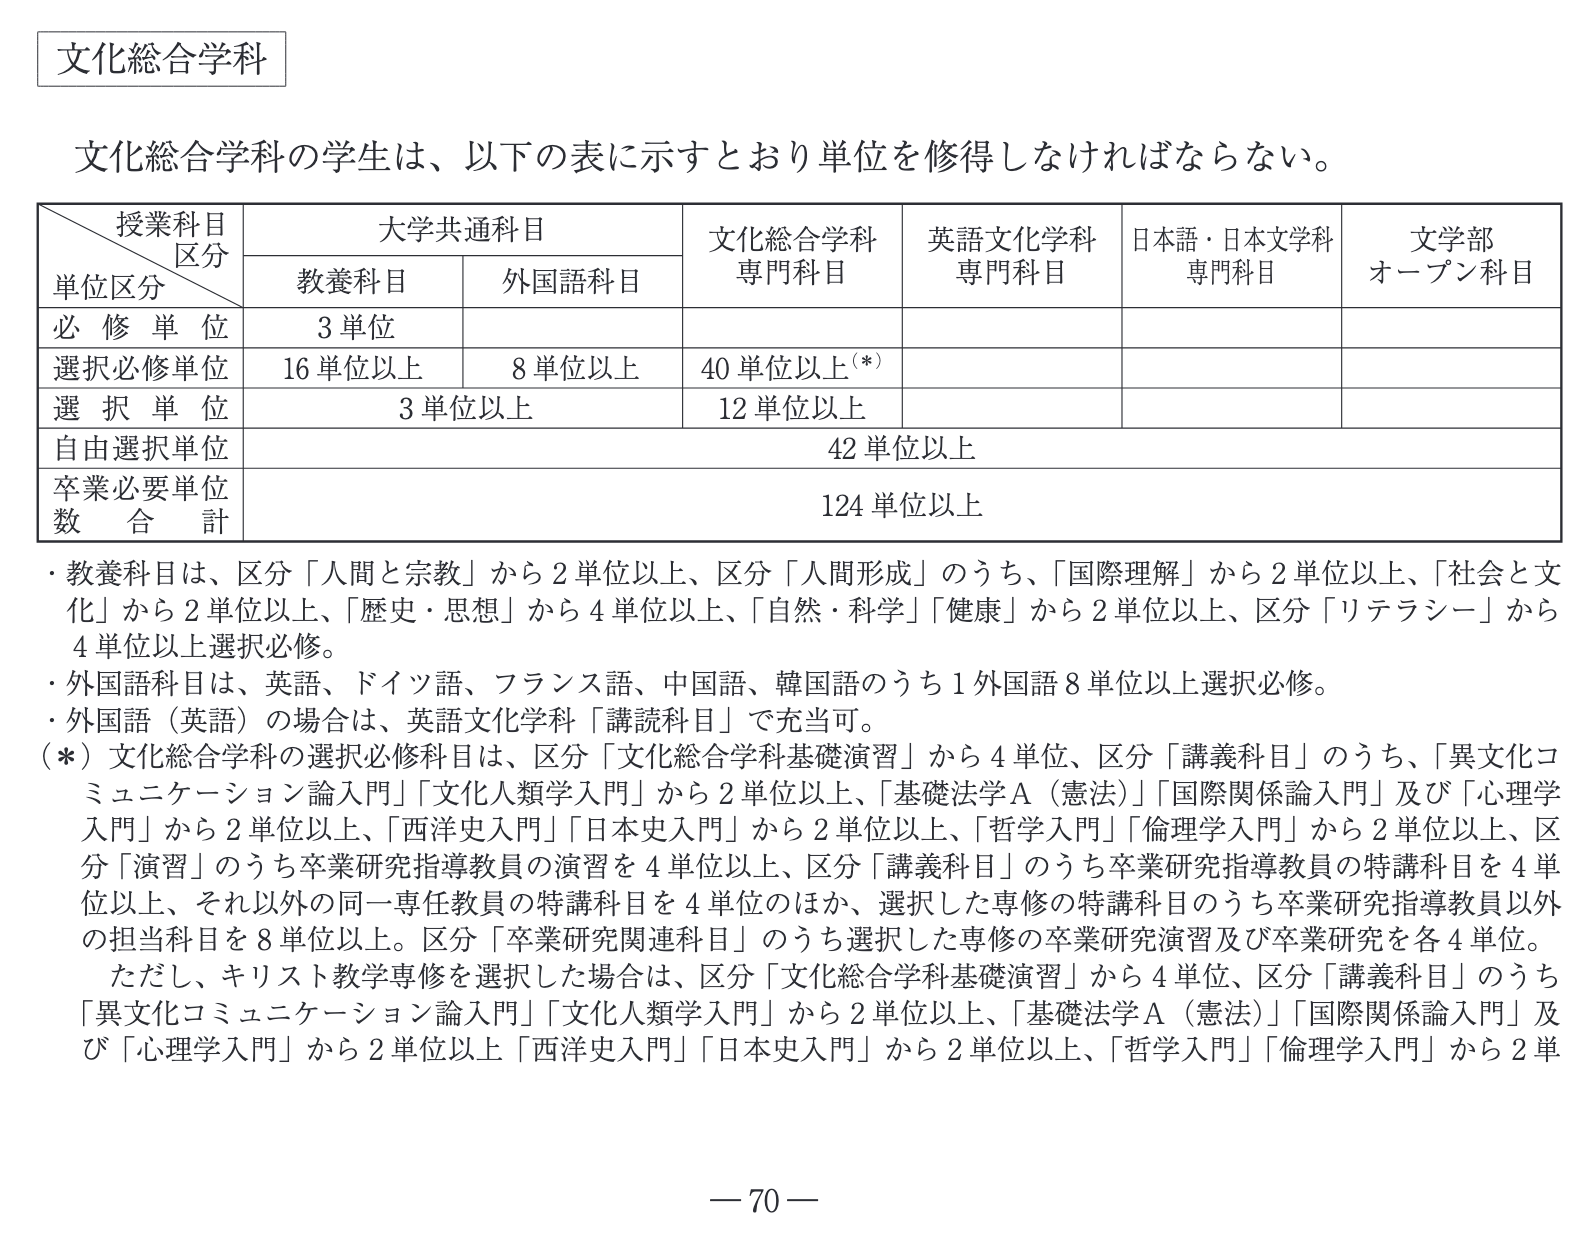 文化総合学科
文化総合学科の学生は、以下の表に示すとおり単位を修得しなければならない。
授業科目
区分
単位区分
大学共通科目
教養科目
外国語科目
文化総合学科
専門科目
英語文化学科
専門科目
日本語・日本文学科
専門科目
文学部
オープン科目
必修単位
3単位
選択必修単位
16単位以上
8単位以上
40単位以上(*)
選択単位
3単位以上
12単位以上
自由選択単位
42単位以上
卒業必要単位
数合計
124単位以上
・教養科目は、区分「人間と宗教」から2単位以上、区分「人間形成」のうち、「国際理解」から2単位以上、「社会と文
化」から2単位以上、「歴史・思想」から4単位以上、「自然・科学」「健康」から2単位以上、区分「リテラシー」から
4単位以上選択必修。
・外国語科目は、英語、ドイツ語、フランス語、中国語、韓国語のうち1外国語8単位以上選択必修。
・外国語（英語）の場合は、英語文化学科「講読科目」で充当可。
（＊）文化総合学科の選択必修科目は、区分「文化総合学科基礎演習」から4単位、区分「講義科目」のうち、「異文化コ
ミュニケーション論入門」「文化人類学入門」から2単位以上、「基礎法学A（憲法）」「国際関係論入門」及び「心理学
入門」から2単位以上、「西洋史入門」「日本史入門」から2単位以上、「哲学入門」「倫理学入門」から2単位以上、区
分「演習」のうち卒業研究指導教員の演習を4単位以上、区分「講義科目」のうち卒業研究指導教員の特講科目を4単
位以上、それ以外の同一専任教員の特講科目を4単位のほか、選択した専修の特講科目のうち卒業研究指導教員以外
の担当科目を8単位以上。区分「卒業研究関連科目」のうち選択した専修の卒業研究演習及び卒業研究を各4単位。
ただし、キリスト教学専修を選択した場合は、区分「文化総合学科基礎演習」から4単位、区分「講義科目」のうち
「異文化コミュニケーション論入門」「文化人類学入門」から2単位以上、「基礎法学A（憲法）」「国際関係論入門」及
び「心理学入門」から2単位以上「西洋史入門」「日本史入門」から2単位以上、「哲学入門」「倫理学入門」から2単
— 70 —